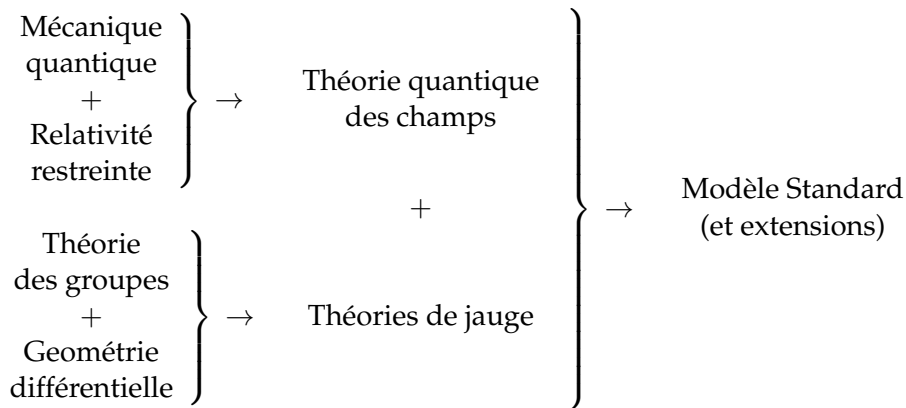 Mécanique
quantique
+
Relativité
restreinte
→
Théorie quantique
des champs
+
Théorie
des groupes
+
Geométrie
différentielle
→
Théories de jauge
→
Modèle Standard
(et extensions)